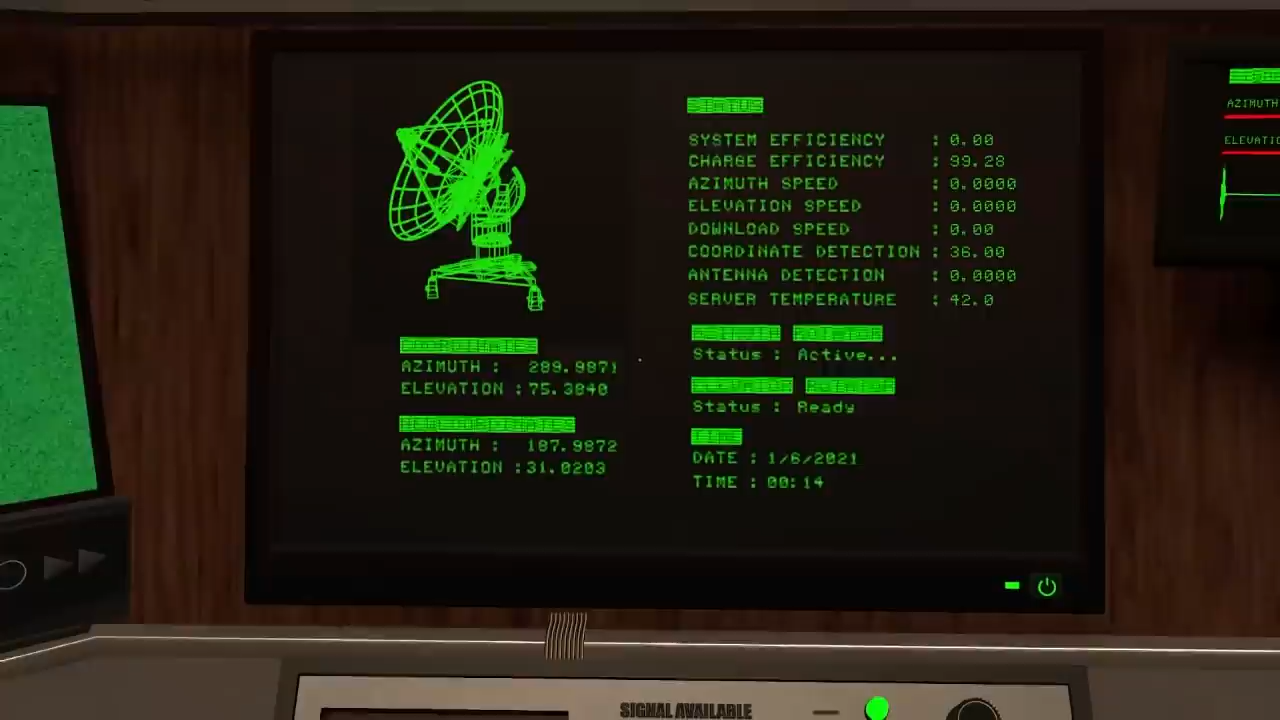 STATUS
SYSTEM EFFICIENCY : 0.00
CHARGE EFFICIENCY : 99.28
AZIMUTH SPEED : 0.0000
ELEVATION SPEED : 0.0000
DOWNLOAD SPEED : 0.00
COORDINATE DETECTION : 36.00
ANTENNA DETECTION : 0.0000
SERVER TEMPERATURE : 42.0
Status : Active...
Status : Ready
DATE : 1/6/2021
TIME : 00:14
AZIMUTH : 289.9871
ELEVATION : 75.3840
AZIMUTH : 187.9872
ELEVATION : 31.0203
AZIMUTH
SIGNAL AVAILABLE